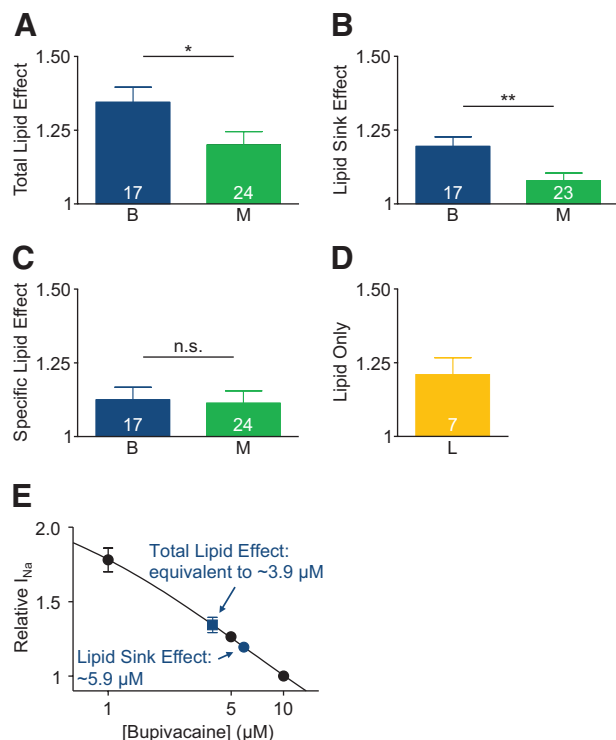 A
Total Lipid Effect
1.50
1.25
1
*
17
24
B
M
B
Lipid Sink Effect
1.50
1.25
1
**
17
23
B
M
C
Specific Lipid Effect
1.50
1.25
1
n.s.
17
24
B
M
D
Lipid Only
1.50
1.25
1
7
L
E
Relative INa
2.0
1.5
1
Total Lipid Effect:
equivalent to ~3.9 µM
Lipid Sink Effect:
~5.9 µM
1
5
10
[Bupivacaine] (µM)